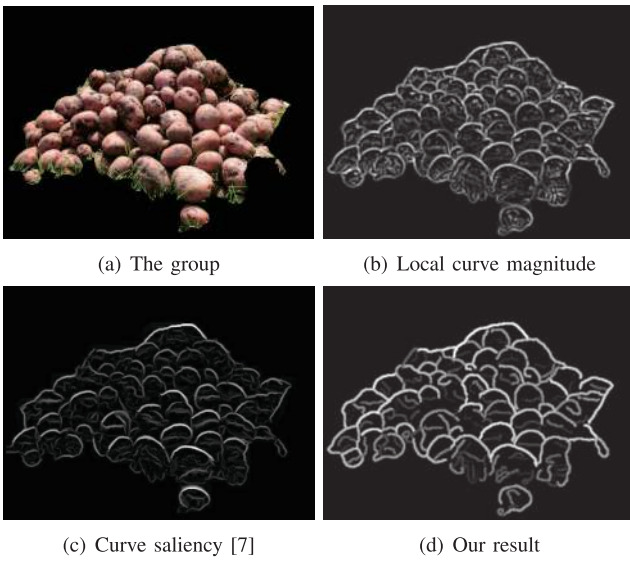 (a) The group
(b) Local curve magnitude
(c) Curve saliency [7]
(d) Our result